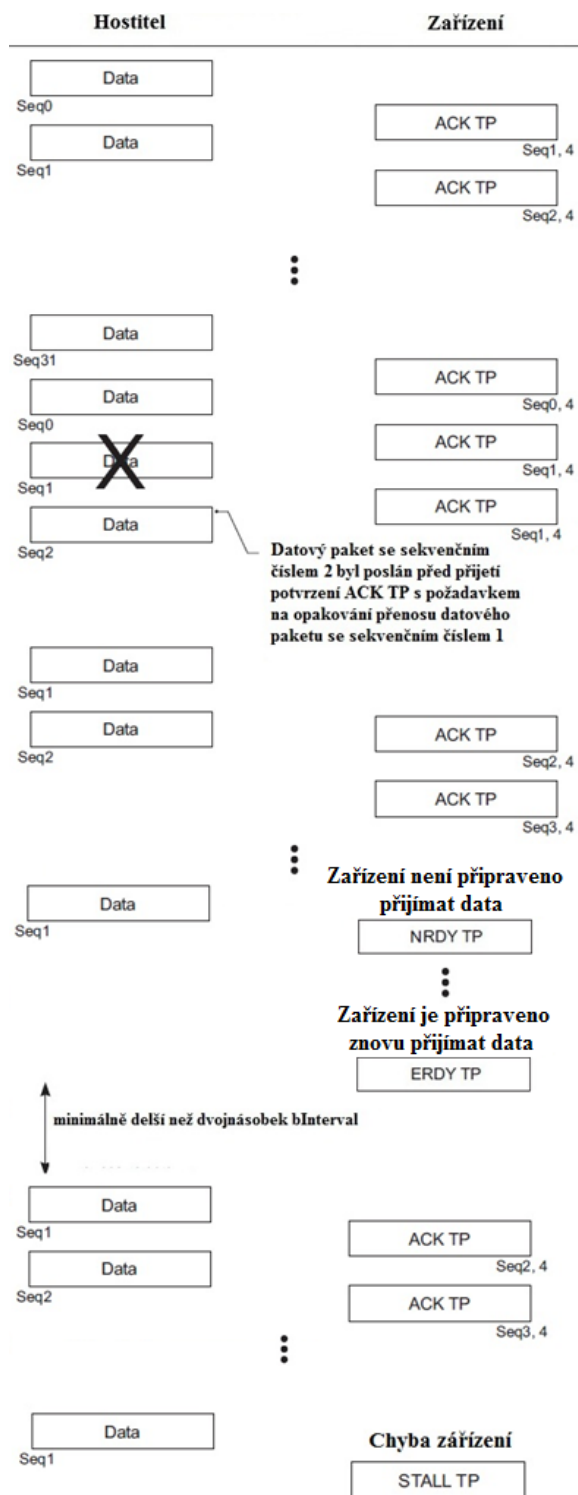 Hostitel
Zařízení
Data
Seq0
Data
Seq1
ACK TP
Seq1, 4
ACK TP
Seq2, 4
Data
Seq31
Data
Seq0
ACK TP
Seq0, 4
Data
Seq1
ACK TP
Seq1, 4
Data
Seq2
ACK TP
Seq1, 4
Datový paket se sekvenčním
číslem 2 byl poslán před přijetí
potvrzení ACK TP s požadavkem
na opakování přenosu datového
paketu se sekvenčním číslem 1
Data
Seq1
Data
Seq2
ACK TP
Seq2, 4
ACK TP
Seq3, 4
Zařízení není připraveno
přijímat data
Data
Seq1
NRDY TP
Zařízení je připraveno
znovu přijímat data
ERDY TP
minimálně delší než dvojnásobek bInterval
Data
Seq1
Data
Seq2
ACK TP
Seq2, 4
ACK TP
Seq3, 4
Data
Seq1
Chyba zářízení
STALL TP